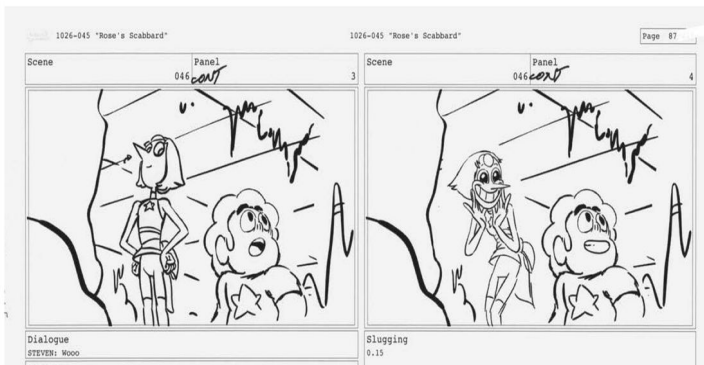 1026-045 "Rose's Scabbard"
1026-045 "Rose's Scabbard"
Page 87
Scene
046 CONT
Panel
3
Scene
046 CONT
Panel
4
Dialogue
STEVEN: Wooo
Slugging
0.15